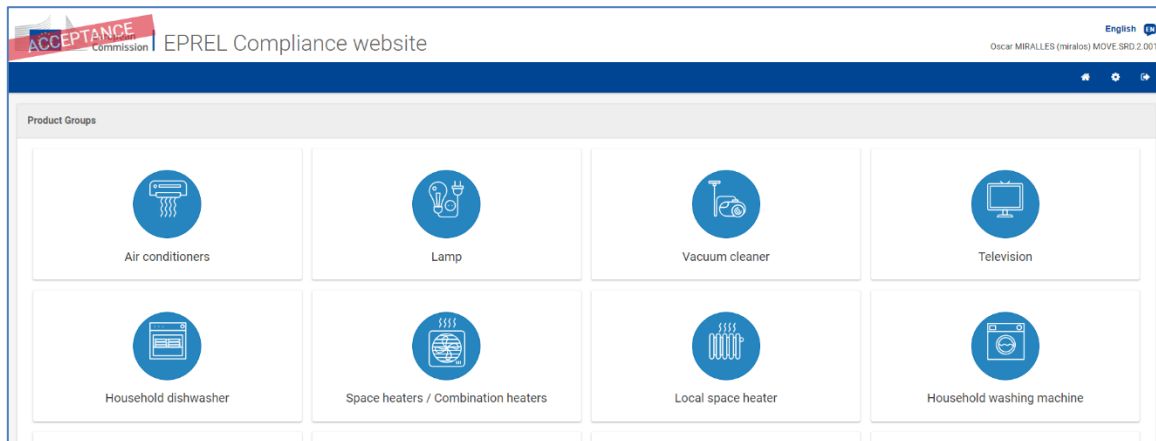 ACCEPTANCE
European
Commission
EPREL Compliance website
English EN
Oscar MIRALLES (miralos) MOVE.SRD.2.001
Product Groups
Air conditioners
Lamp
Vacuum cleaner
Television
Household dishwasher
Space heaters / Combination heaters
Local space heater
Household washing machine